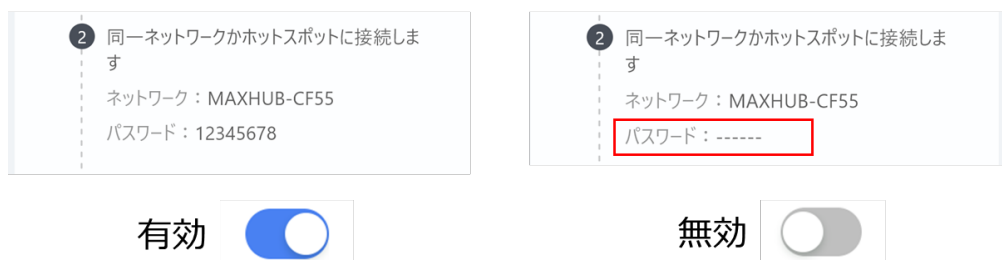 2 同一ネットワークかホットスポットに接続しま
す
ネットワーク：MAXHUB-CF55
パスワード：12345678
有効
2 同一ネットワークかホットスポットに接続しま
す
ネットワーク：MAXHUB-CF55
パスワード：------
無効